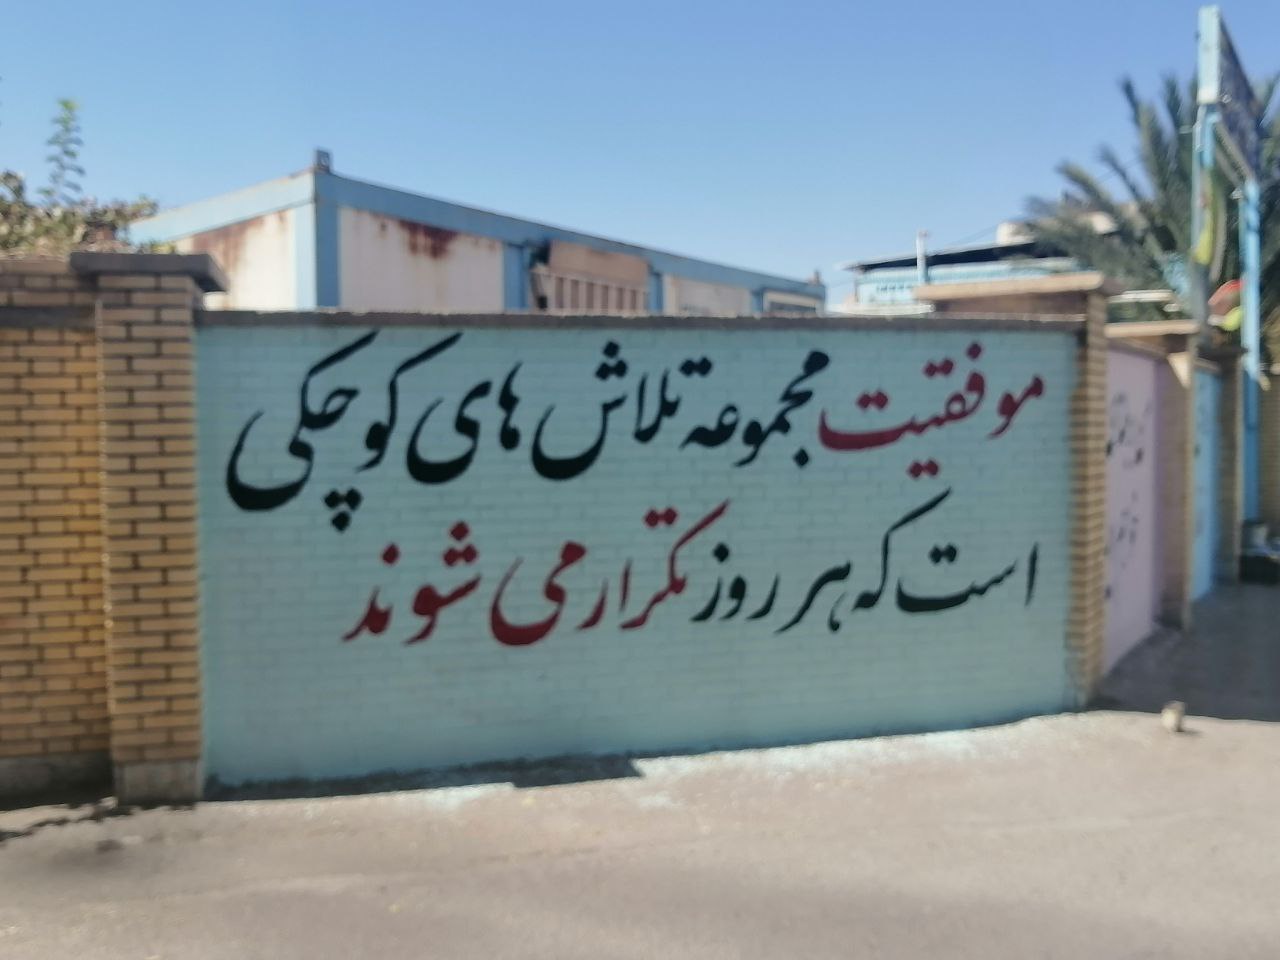 موفقیت مجموعه تلاش های کوچکی
است که هر روز تکرار می شوند